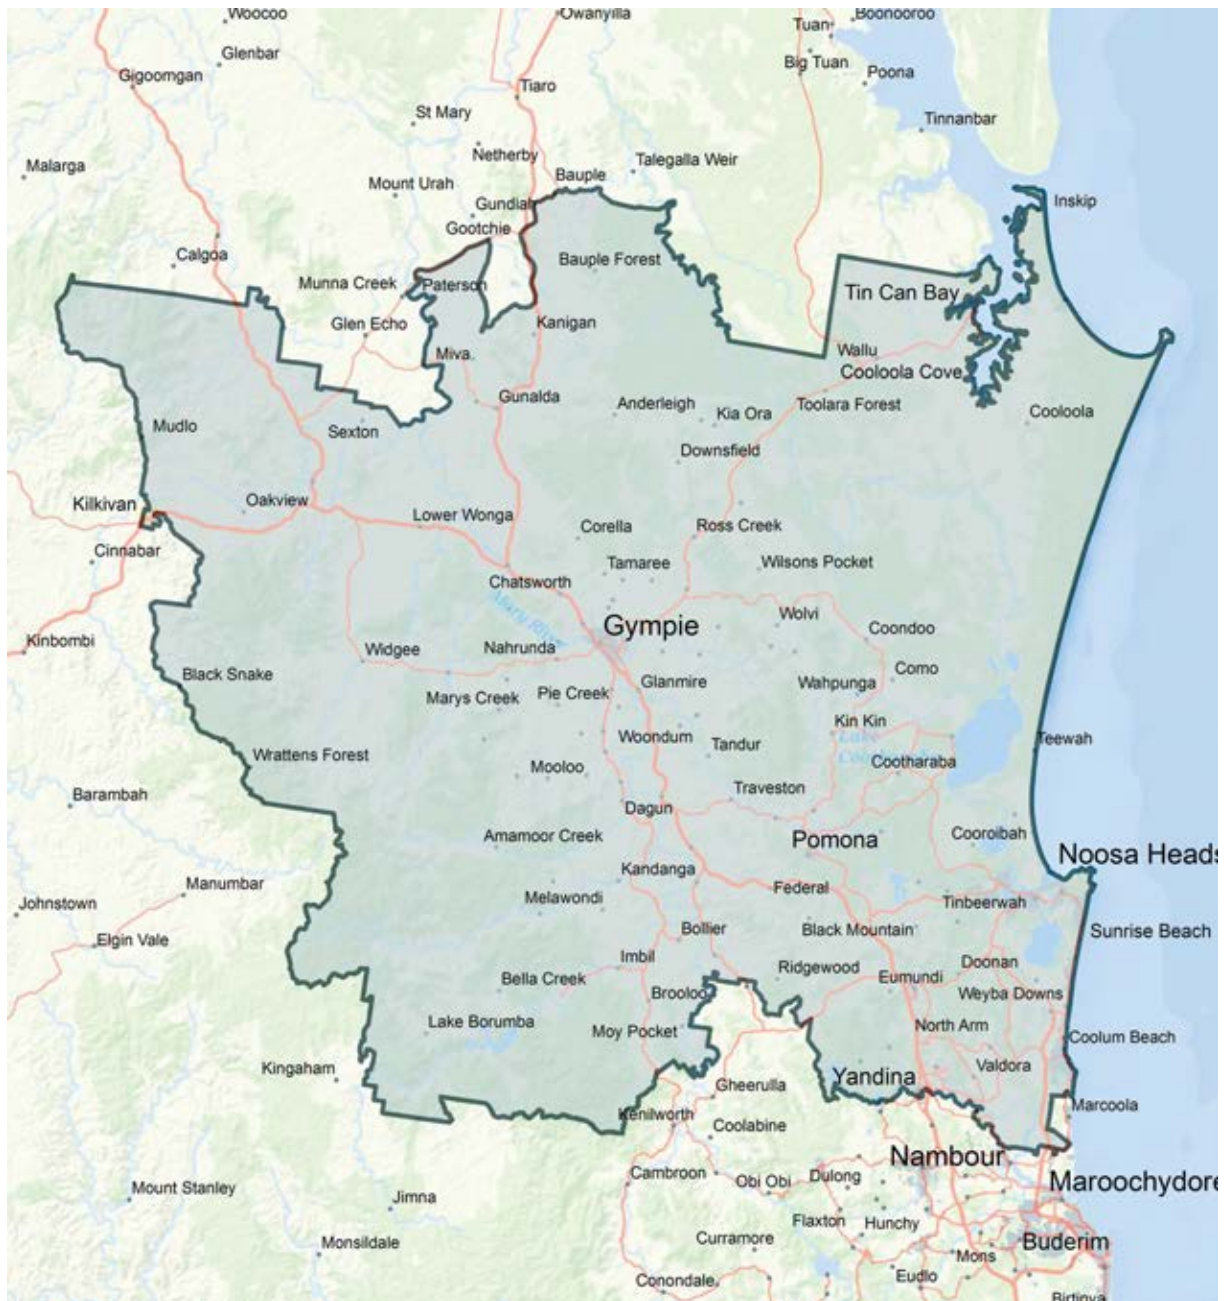 Woocoo
Owanyilla
Boonooroo
Tuan
Glenbar
Big Tuan
Poona
Gigoomgan
Tiaro
St Mary
Tinnanbar
Netherby
Talegalla Weir
Malarga
Bauple
Mount Urah
Gundiah
Inskip
Gootchie
Calgoa
Bauple Forest
Munna Creek
Paterson
Tin Can Bay
Glen Echo
Kanigan
Miva
Wallu
Cooloola Cove
Gunalda
Anderleigh
Kia Ora
Toolara Forest
Cooloola
Mudlo
Sexton
Downsfield
Kilkivan
Oakview
Lower Wonga
Corella
Ross Creek
Cinnabar
Tamaree
Wilsons Pocket
Chatsworth
Mary River
Gympie
Wolvi
Coondoo
Kinbombi
Widgee
Nahrunda
Black Snake
Marys Creek
Pie Creek
Glanmire
Wahpunga
Como
Kin Kin
Lake
Woondum
Tandur
Teewah
Wrattens Forest
Mooloo
Cootharaba
Traveston
Barambah
Dagun
Amamoor Creek
Pomona
Cooroibah
Noosa Heads
Kandanga
Manumbar
Melawondi
Federal
Tinbeerwah
Johnstown
Elgin Vale
Bollier
Black Mountain
Sunrise Beach
Imbil
Ridgewood
Doonan
Bella Creek
Eumundi
Brooloo
Weyba Downs
Lake Borumba
Moy Pocket
North Arm
Coolum Beach
Kingaham
Yandina
Valdora
Gheerulla
Kenilworth
Marcoola
Coolabine
Nambour
Cambroon
Obi Obi
Dulong
Maroochydore
Mount Stanley
Jimna
Flaxton
Hunchy
Monsildale
Curramore
Mons
Buderim
Conondale
Eudlo
Birtinya